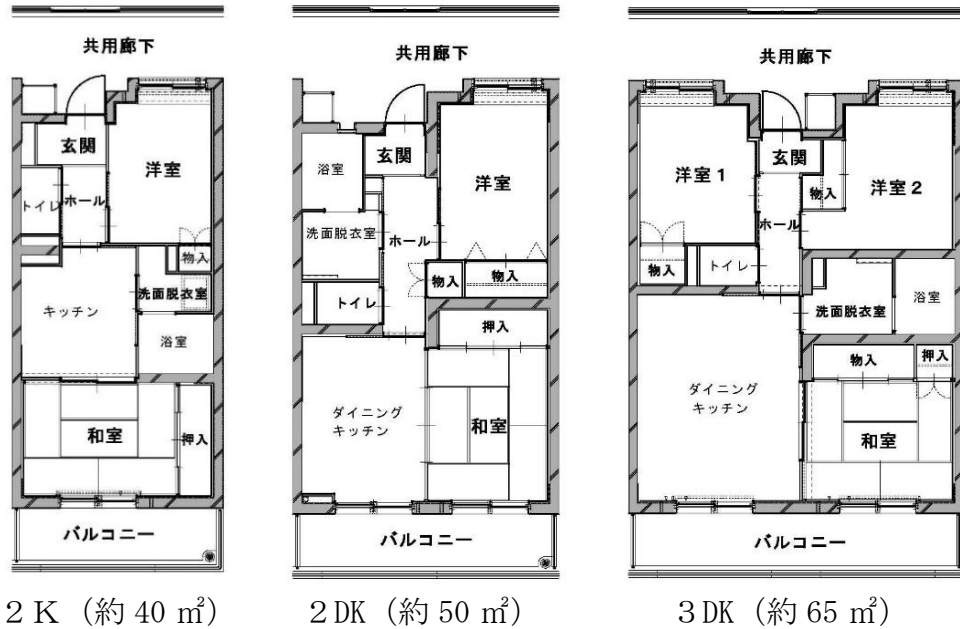 共用廊下
玄関
洋室
トイレ
ホール
物入
洗面脱衣室
キッチン
浴室
和室
押入
バルコニー
2K（約 40 ㎡）
共用廊下
玄関
浴室
洋室
洗面脱衣室
ホール
物入
物入
トイレ
押入
ダイニング
キッチン
和室
バルコニー
2DK（約 50 ㎡）
共用廊下
玄関
洋室1
物入
洋室2
ホール
物入
トイレ
浴室
洗面脱衣室
物入
押入
ダイニング
キッチン
和室
バルコニー
3DK（約 65 ㎡）